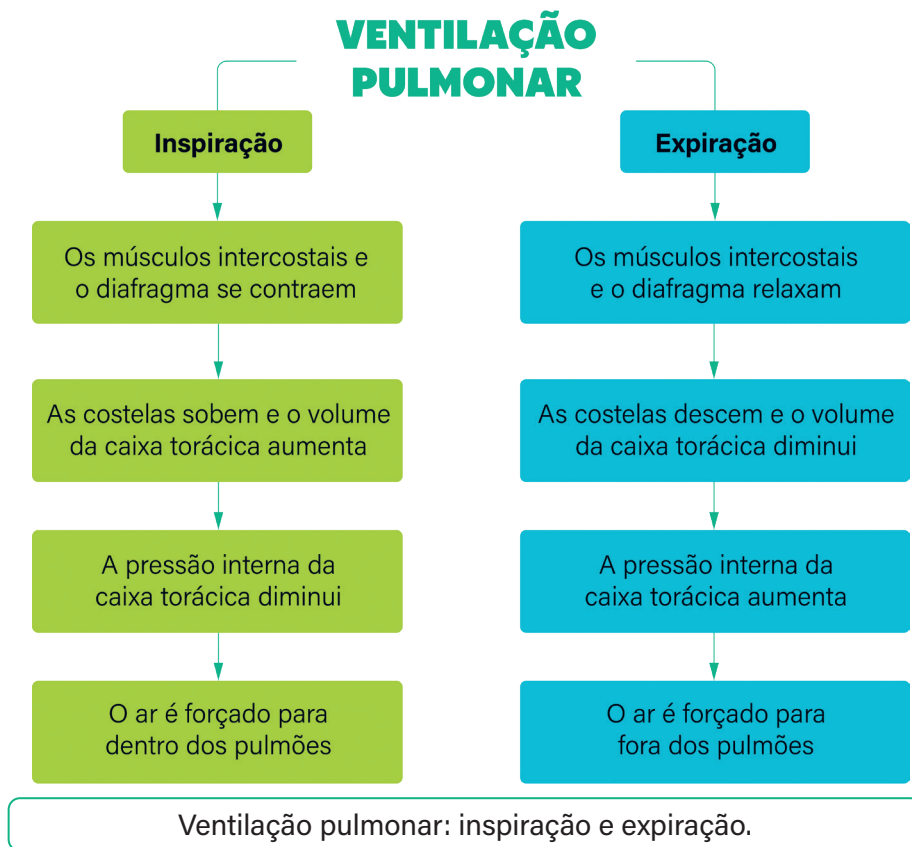 VENTILAÇÃO
PULMONAR
Inspiração
Os músculos intercostais e
o diafragma se contraem
As costelas sobem e o volume
da caixa torácica aumenta
A pressão interna da
caixa torácica diminui
O ar é forçado para
dentro dos pulmões
Expiração
Os músculos intercostais
e o diafragma relaxam
As costelas descem e o volume
da caixa torácica diminui
A pressão interna da
caixa torácica aumenta
O ar é forçado para
fora dos pulmões
Ventilação pulmonar: inspiração e expiração.